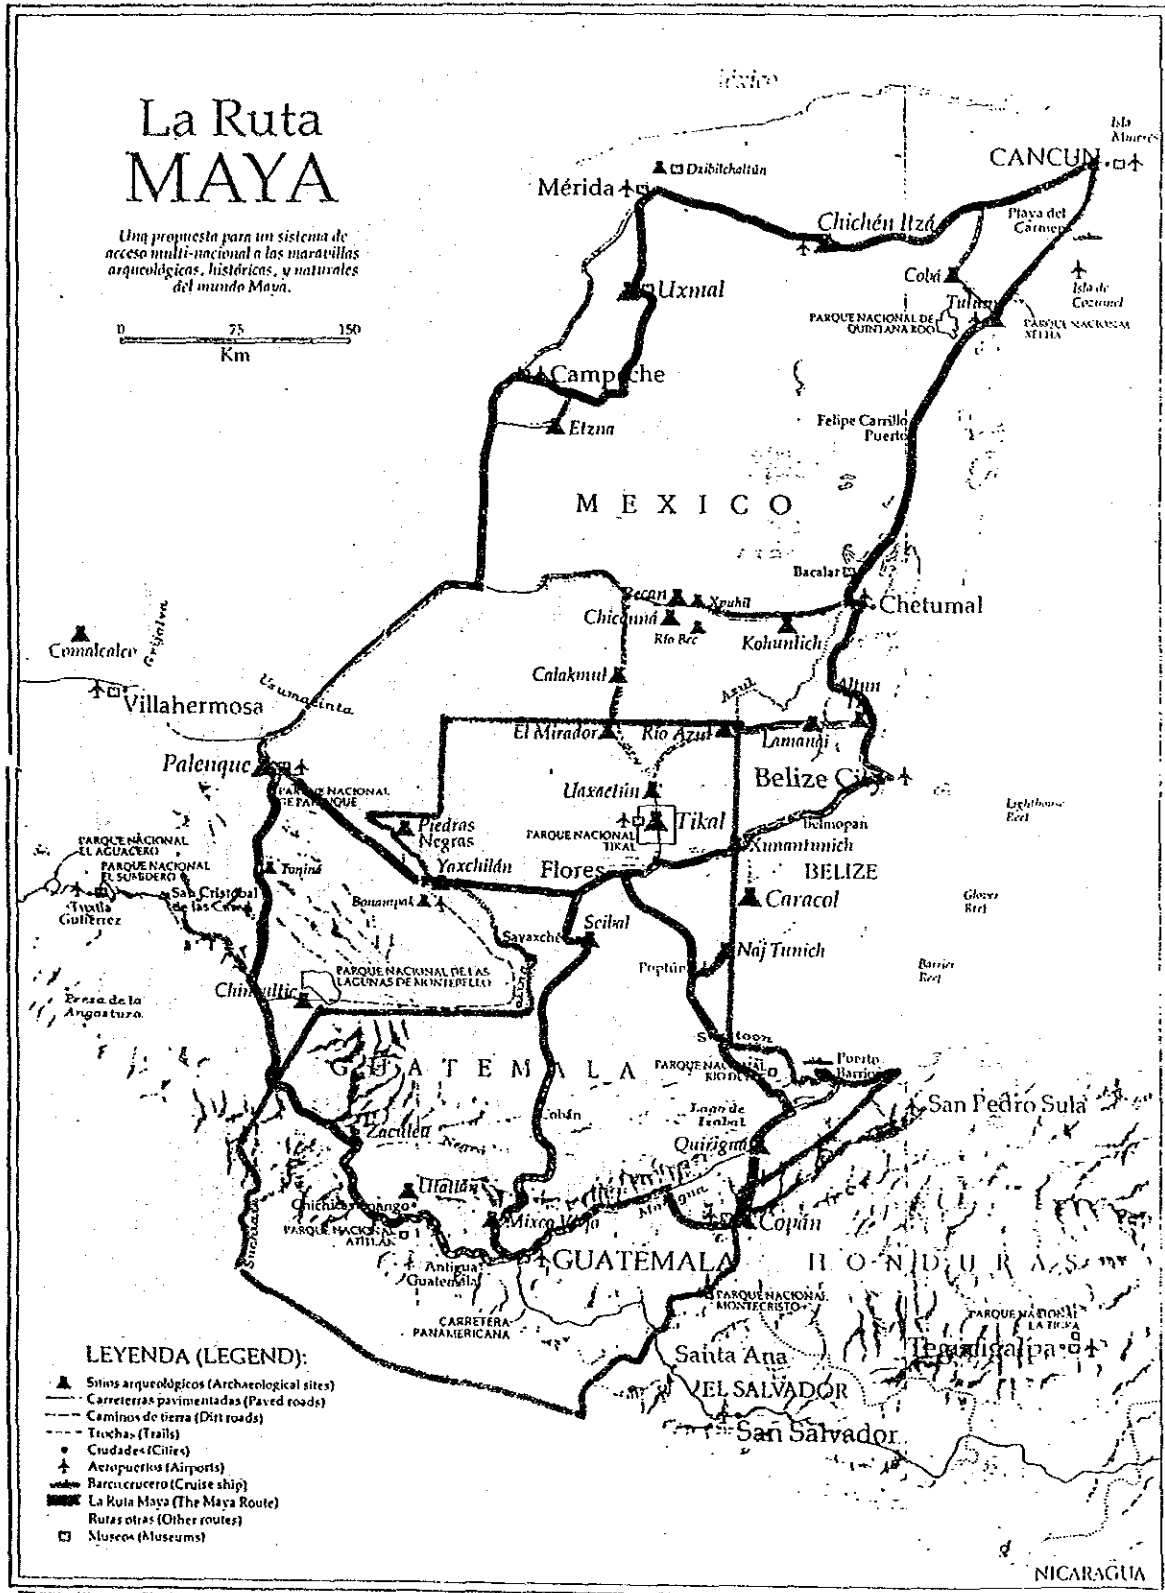 La Ruta
MAYA
Una propuesta para un sistema de
acceso multi-nacional a las maravillas
arqueológicas, históricas, y naturales
del mundo Maya.
0 75 150
Km
Isla
CANCUN
Dzibilchaltún
Mérida
Chichén Itzá
Playa del
Carmen
Cobá
Isla de
Cozumel
Uxmal
Tulum
PARQUE NACIONAL DE
QUINTANA ROO
PARQUE NACIONAL
XELHA
Campeche
Etzna
Felipe Carrillo
Puerto
MEXICO
Bacalar
Chetumal
Becan
Xpuhil
Chicanná
Río Bec
Kohunlich
Comalcalco
Grijalva
Calakmul
Azul
Altun
Usumacinta
Villahermosa
El Mirador
Río Azul
Lamanai
Palenque
Belize City
PARQUE NACIONAL
DE PALENQUE
Uaxactún
Lighthouse
Reef
Tikal
PARQUE NACIONAL
TIKAL
Piedras
Negras
Belmopan
Xunantunich
PARQUE NACIONAL
EL AGUACERO
PARQUE NACIONAL
EL SUMIDERO
Toniná
Yaxchilán
Flores
BELIZE
Tuxtla
Gutiérrez
San Cristobal
de las Casas
Bonampak
Caracol
Glover
Reef
Seibal
Sayaxché
Naj Tunich
Poptún
Barrier
Reef
PARQUE NACIONAL DE LAS
LAGUNAS DE MONTEBELLO
Chinkultic
Presa de la
Angostura
GUATEMALA
PARQUE NACIONAL
Puerto
Barrios
Lago de
Izabal
San Pedro Sula
Cobán
Zaculeu
Negro
Quiriguá
Utatlán
Chichicastenango
PARQUE NACIONAL
ATITLAN
Mixco Viejo
Copán
Suchiate
Antigua
Guatemala
GUATEMALA
HONDURAS
PARQUE NACIONAL
MONTECRISTO
CARRETERA
PANAMERICANA
PARQUE NACIONAL
LA TIGRA
Tegucigalpa
Santa Ana
EL SALVADOR
San Salvador
LEYENDA (LEGEND):
Sitios arqueológicos (Archaeological sites)
Carreterras pavimentadas (Paved roads)
Caminos de tierra (Dirt roads)
Trochas (Trails)
Ciudades (Cities)
Aeropuertos (Airports)
Barco crucero (Cruise ship)
La Ruta Maya (The Maya Route)
Rutas otras (Other routes)
Museos (Museums)
NICARAGUA